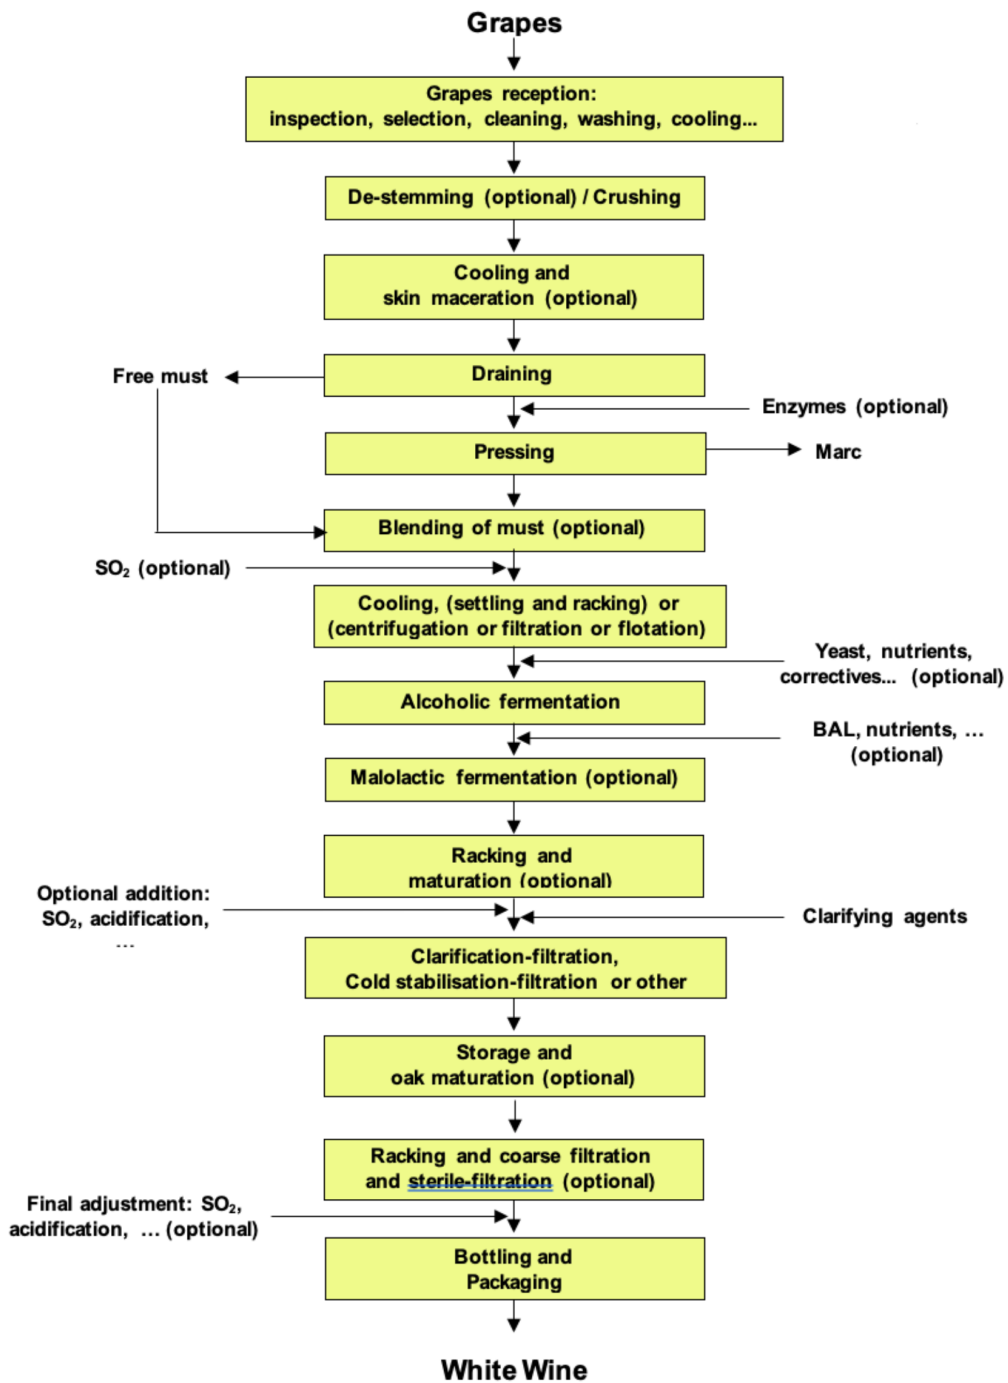 Grapes
Grapes reception:
inspection, selection, cleaning, washing, cooling...
De-stemming (optional) / Crushing
Cooling and
skin maceration (optional)
Free must
Draining
Enzymes (optional)
Pressing
Marc
Blending of must (optional)
SO₂ (optional)
Cooling, (settling and racking) or
(centrifugation or filtration or flotation)
Yeast, nutrients,
correctives... (optional)
Alcoholic fermentation
BAL, nutrients, ...
(optional)
Malolactic fermentation (optional)
Racking and
maturation (optional)
Optional addition:
SO₂, acidification,
...
Clarifying agents
Clarification-filtration,
Cold stabilisation-filtration or other
Storage and
oak maturation (optional)
Racking and coarse filtration
and sterile-filtration (optional)
Final adjustment: SO₂,
acidification, ... (optional)
Bottling and
Packaging
White Wine